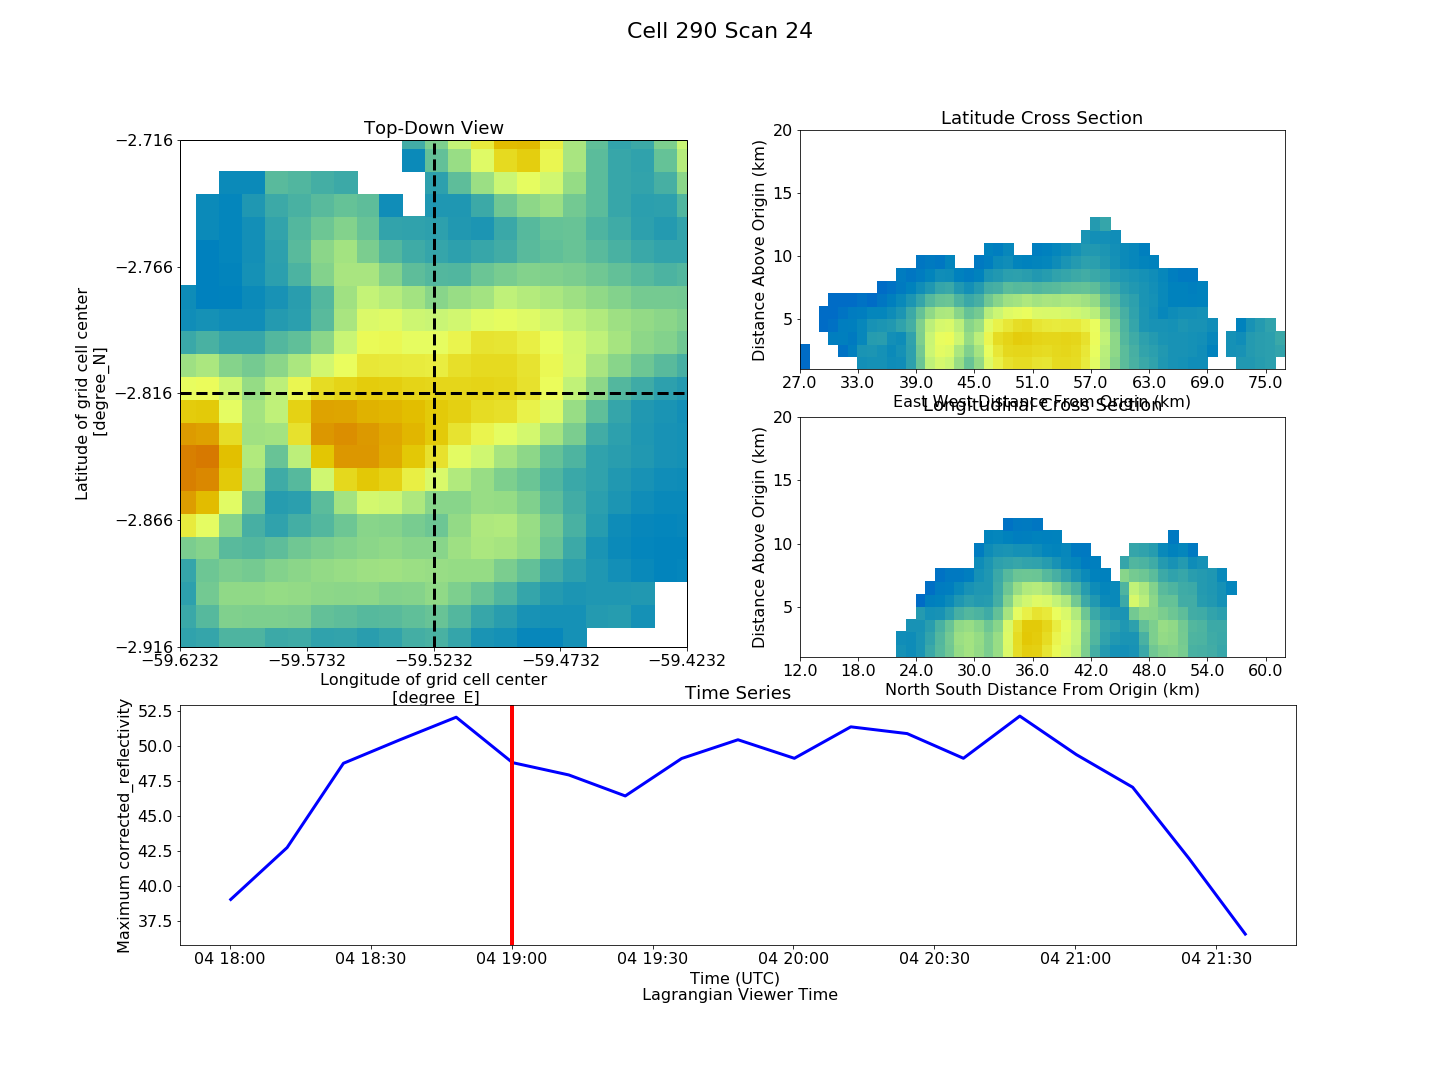 Cell 290 Scan 24
Top-Down View
−2.716
−2.766
−2.816
−2.866
−2.916
Latitude of grid cell center
[degree_N]
−59.6232 −59.5732 −59.5232 −59.4732 −59.4232
Longitude of grid cell center
[degree_E]
Latitude Cross Section
20
15
10
5
Distance Above Origin (km)
27.0 33.0 39.0 45.0 51.0 57.0 63.0 69.0 75.0
East West Distance From Origin (km)
Longitudinal Cross Section
20
15
10
5
Distance Above Origin (km)
12.0 18.0 24.0 30.0 36.0 42.0 48.0 54.0 60.0
North South Distance From Origin (km)
Time Series
52.5
50.0
47.5
45.0
42.5
40.0
37.5
Maximum corrected_reflectivity
04 18:00 04 18:30 04 19:00 04 19:30 04 20:00 04 20:30 04 21:00 04 21:30
Time (UTC)
Lagrangian Viewer Time